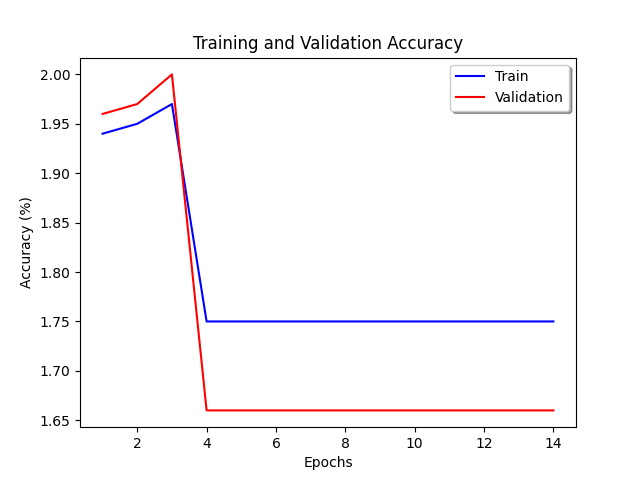 Training and Validation Accuracy
Train
Validation
2.00
1.95
1.90
1.85
1.80
1.75
1.70
1.65
Accuracy (%)
2 4 6 8 10 12 14
Epochs